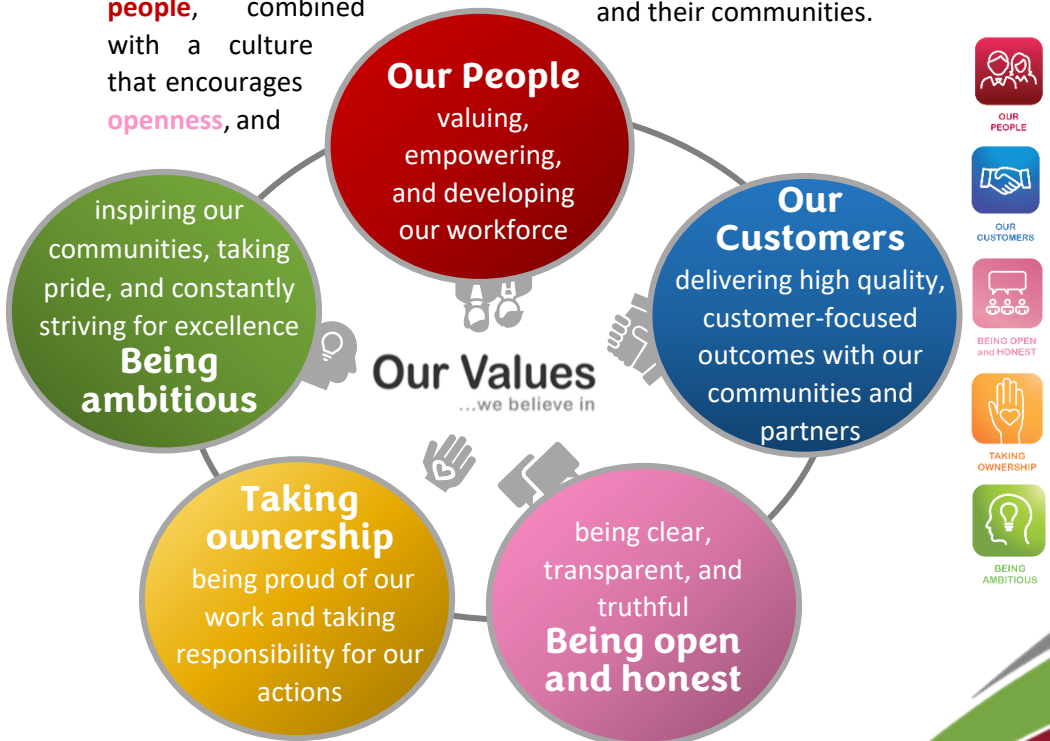 people, combined
with a culture
that encourages
openness, and
and their communities.
Our People
valuing,
empowering,
and developing
our workforce
Our
Customers
delivering high quality,
customer-focused
outcomes with our
communities and
partners
being clear,
transparent, and
truthful
Being open
and honest
Taking
ownership
being proud of our
work and taking
responsibility for our
actions
inspiring our
communities, taking
pride, and constantly
striving for excellence
Being
ambitious
Our Values
...we believe in
OUR
PEOPLE
OUR
CUSTOMERS
BEING OPEN
and HONEST
TAKING
OWNERSHIP
BEING
AMBITIOUS